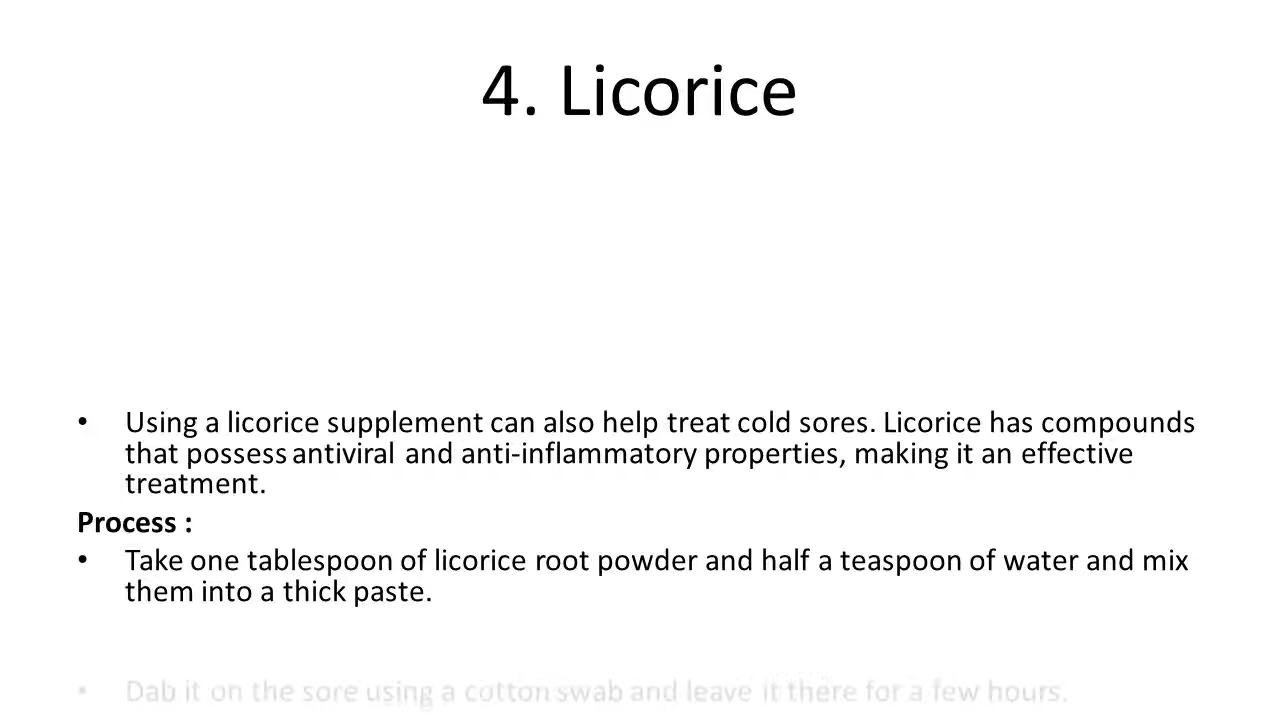 4. Licorice
• Using a licorice supplement can also help treat cold sores. Licorice has compounds
that possess antiviral and anti-inflammatory properties, making it an effective
treatment.
Process :
• Take one tablespoon of licorice root powder and half a teaspoon of water and mix
them into a thick paste.
• Dab it on the sore using a cotton swab and leave it there for a few hours.